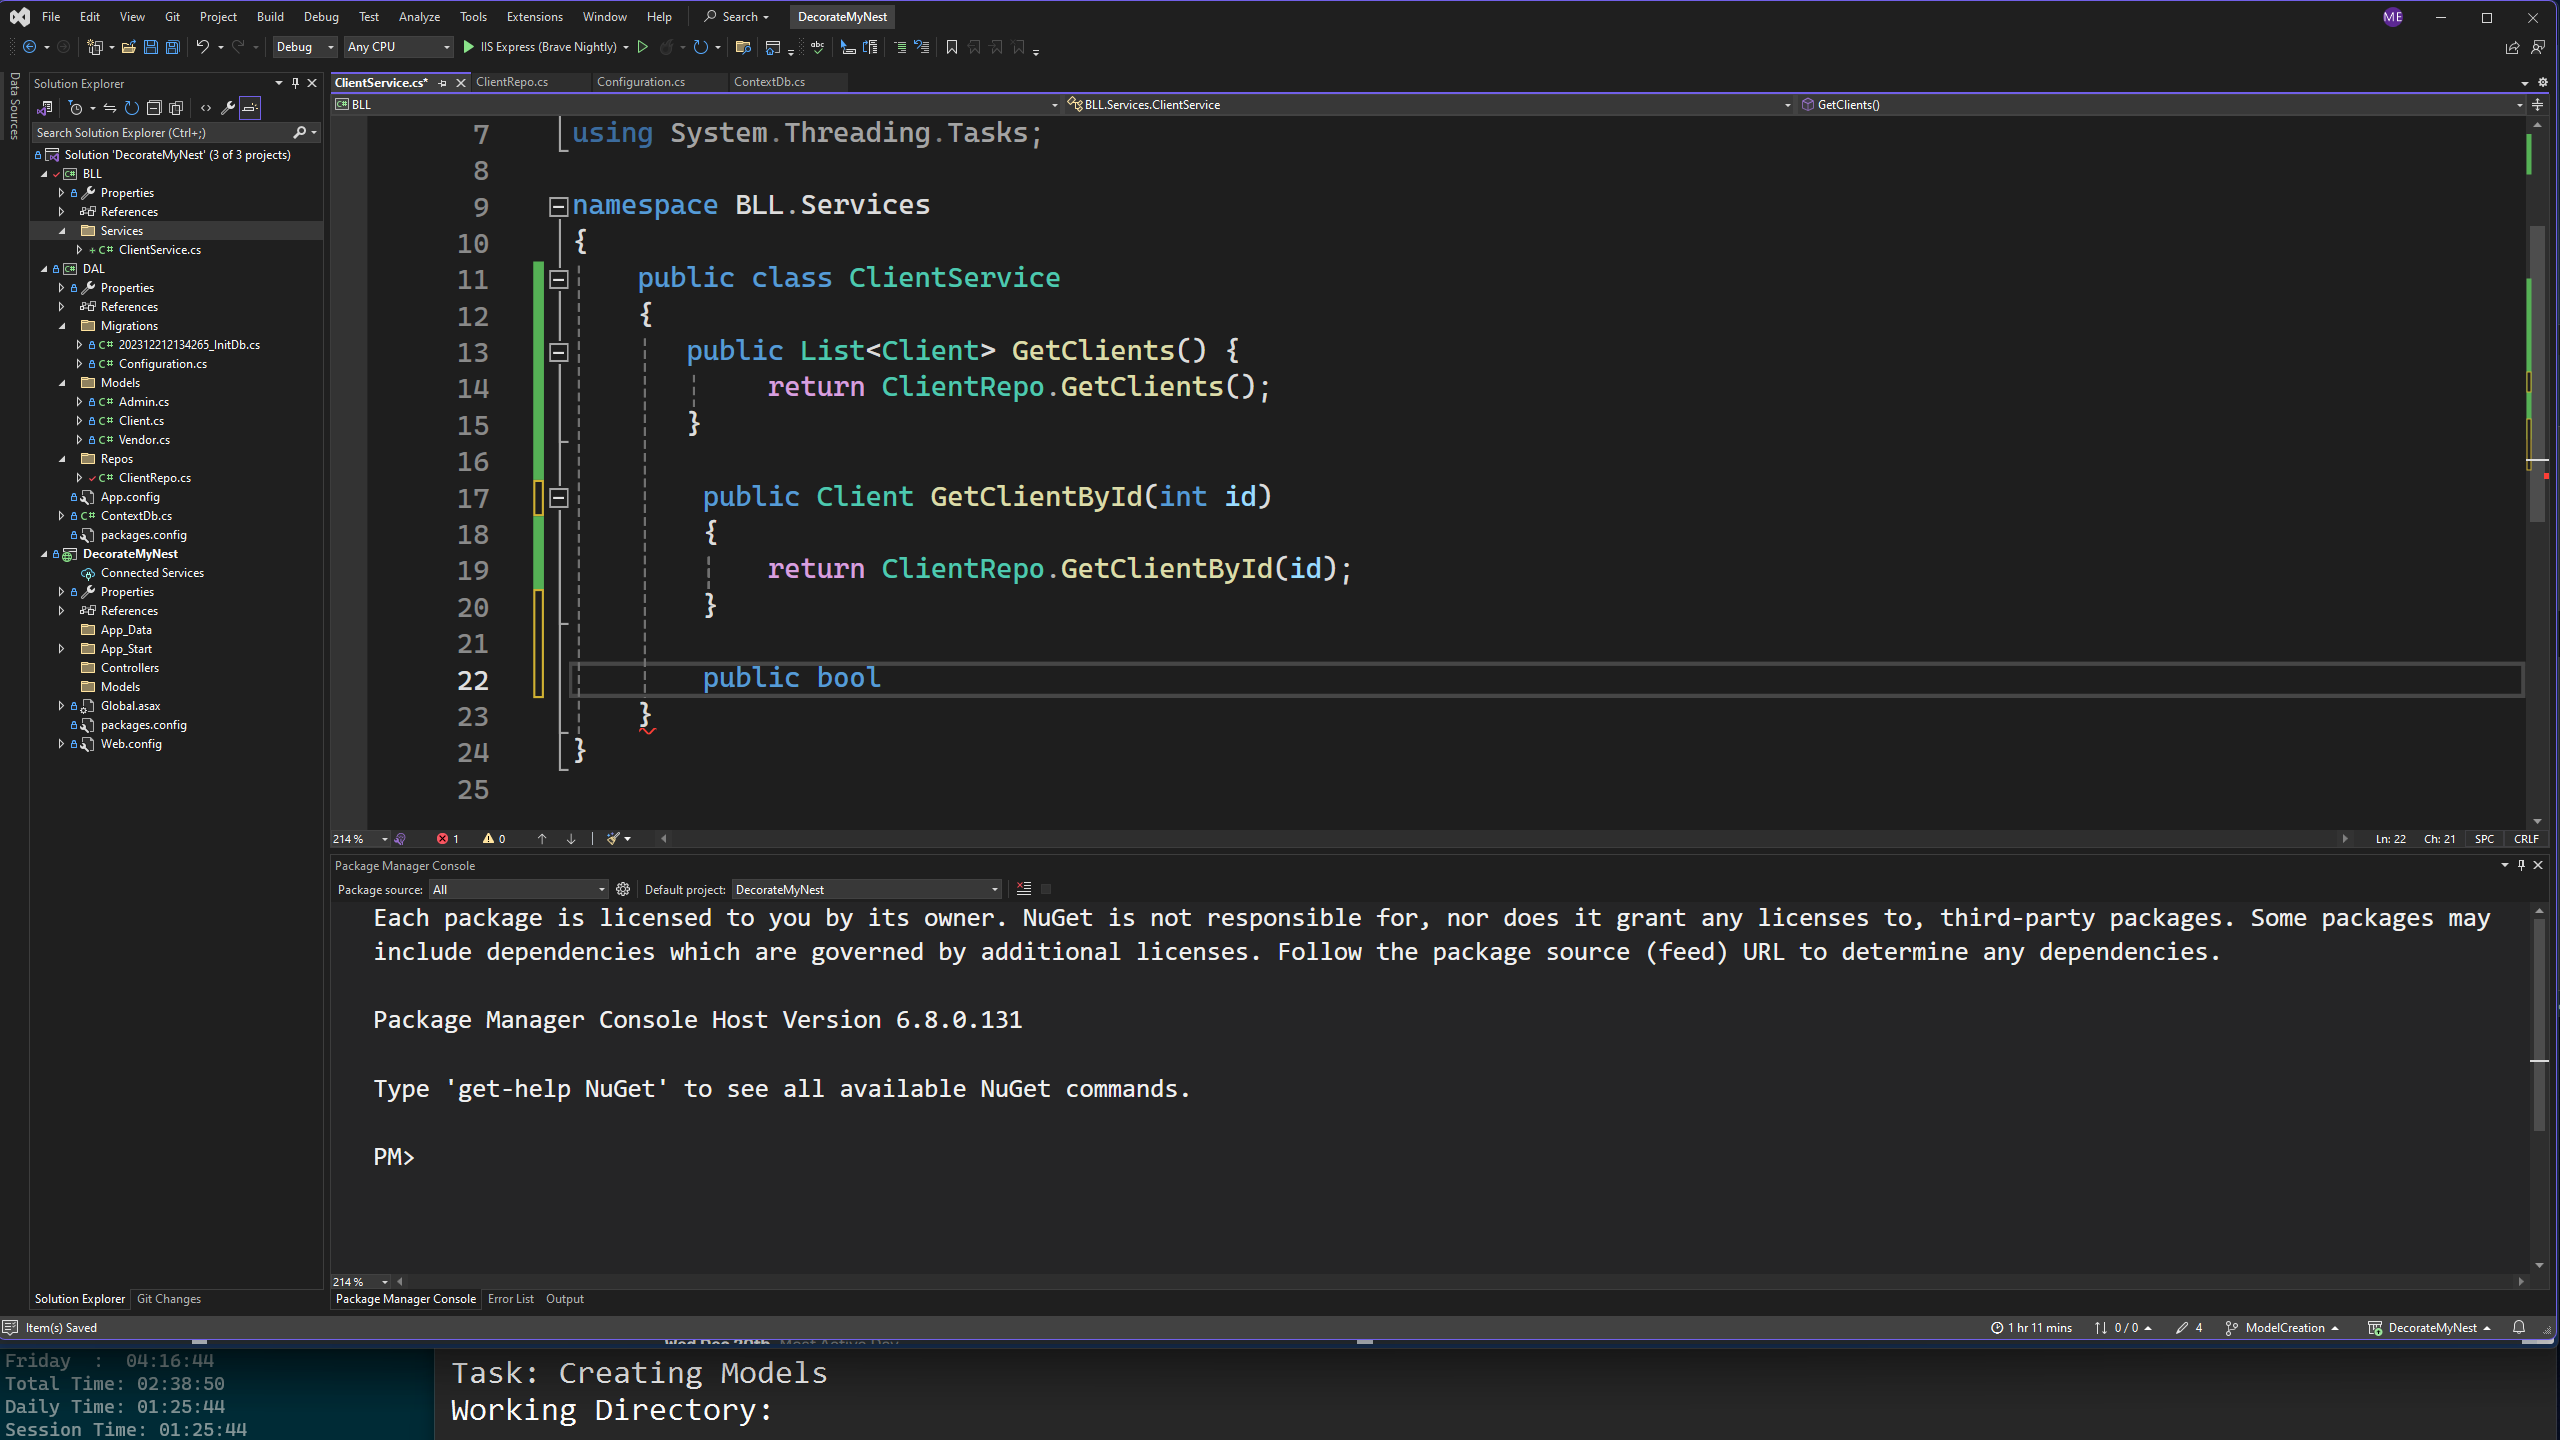 File Edit View Git Project Build Debug Test Analyze Tools Extensions Window Help Search DecorateMyNest ME
Debug Any CPU IIS Express (Brave Nightly)
Data Sources
Solution Explorer
Search Solution Explorer (Ctrl+;)
Solution 'DecorateMyNest' (3 of 3 projects)
BLL
Properties
References
Services
ClientService.cs
DAL
Properties
References
Migrations
202312212134265_InitDb.cs
Configuration.cs
Models
Admin.cs
Client.cs
Vendor.cs
Repos
ClientRepo.cs
App.config
ContextDb.cs
packages.config
DecorateMyNest
Connected Services
Properties
References
App_Data
App_Start
Controllers
Models
Global.asax
packages.config
Web.config
Solution Explorer Git Changes
ClientService.cs* ClientRepo.cs Configuration.cs ContextDb.cs
BLL BLL.Services.ClientService GetClients()
7 using System.Threading.Tasks;
8
9 namespace BLL.Services
10 {
11 public class ClientService
12 {
13 public List<Client> GetClients() {
14 return ClientRepo.GetClients();
15 }
16
17 public Client GetClientById(int id)
18 {
19 return ClientRepo.GetClientById(id);
20 }
21
22 public bool
23 }
24 }
25
214 % 1 0 Ln: 22 Ch: 21 SPC CRLF
Package Manager Console
Package source: All Default project: DecorateMyNest
Each package is licensed to you by its owner. NuGet is not responsible for, nor does it grant any licenses to, third-party packages. Some packages may
include dependencies which are governed by additional licenses. Follow the package source (feed) URL to determine any dependencies.
Package Manager Console Host Version 6.8.0.131
Type 'get-help NuGet' to see all available NuGet commands.
PM>
214 %
Package Manager Console Error List Output
Item(s) Saved 1 hr 11 mins 0 / 0 4 ModelCreation DecorateMyNest
Friday : 04:16:44
Total Time: 02:38:50
Daily Time: 01:25:44
Session Time: 01:25:44
Task: Creating Models
Working Directory: